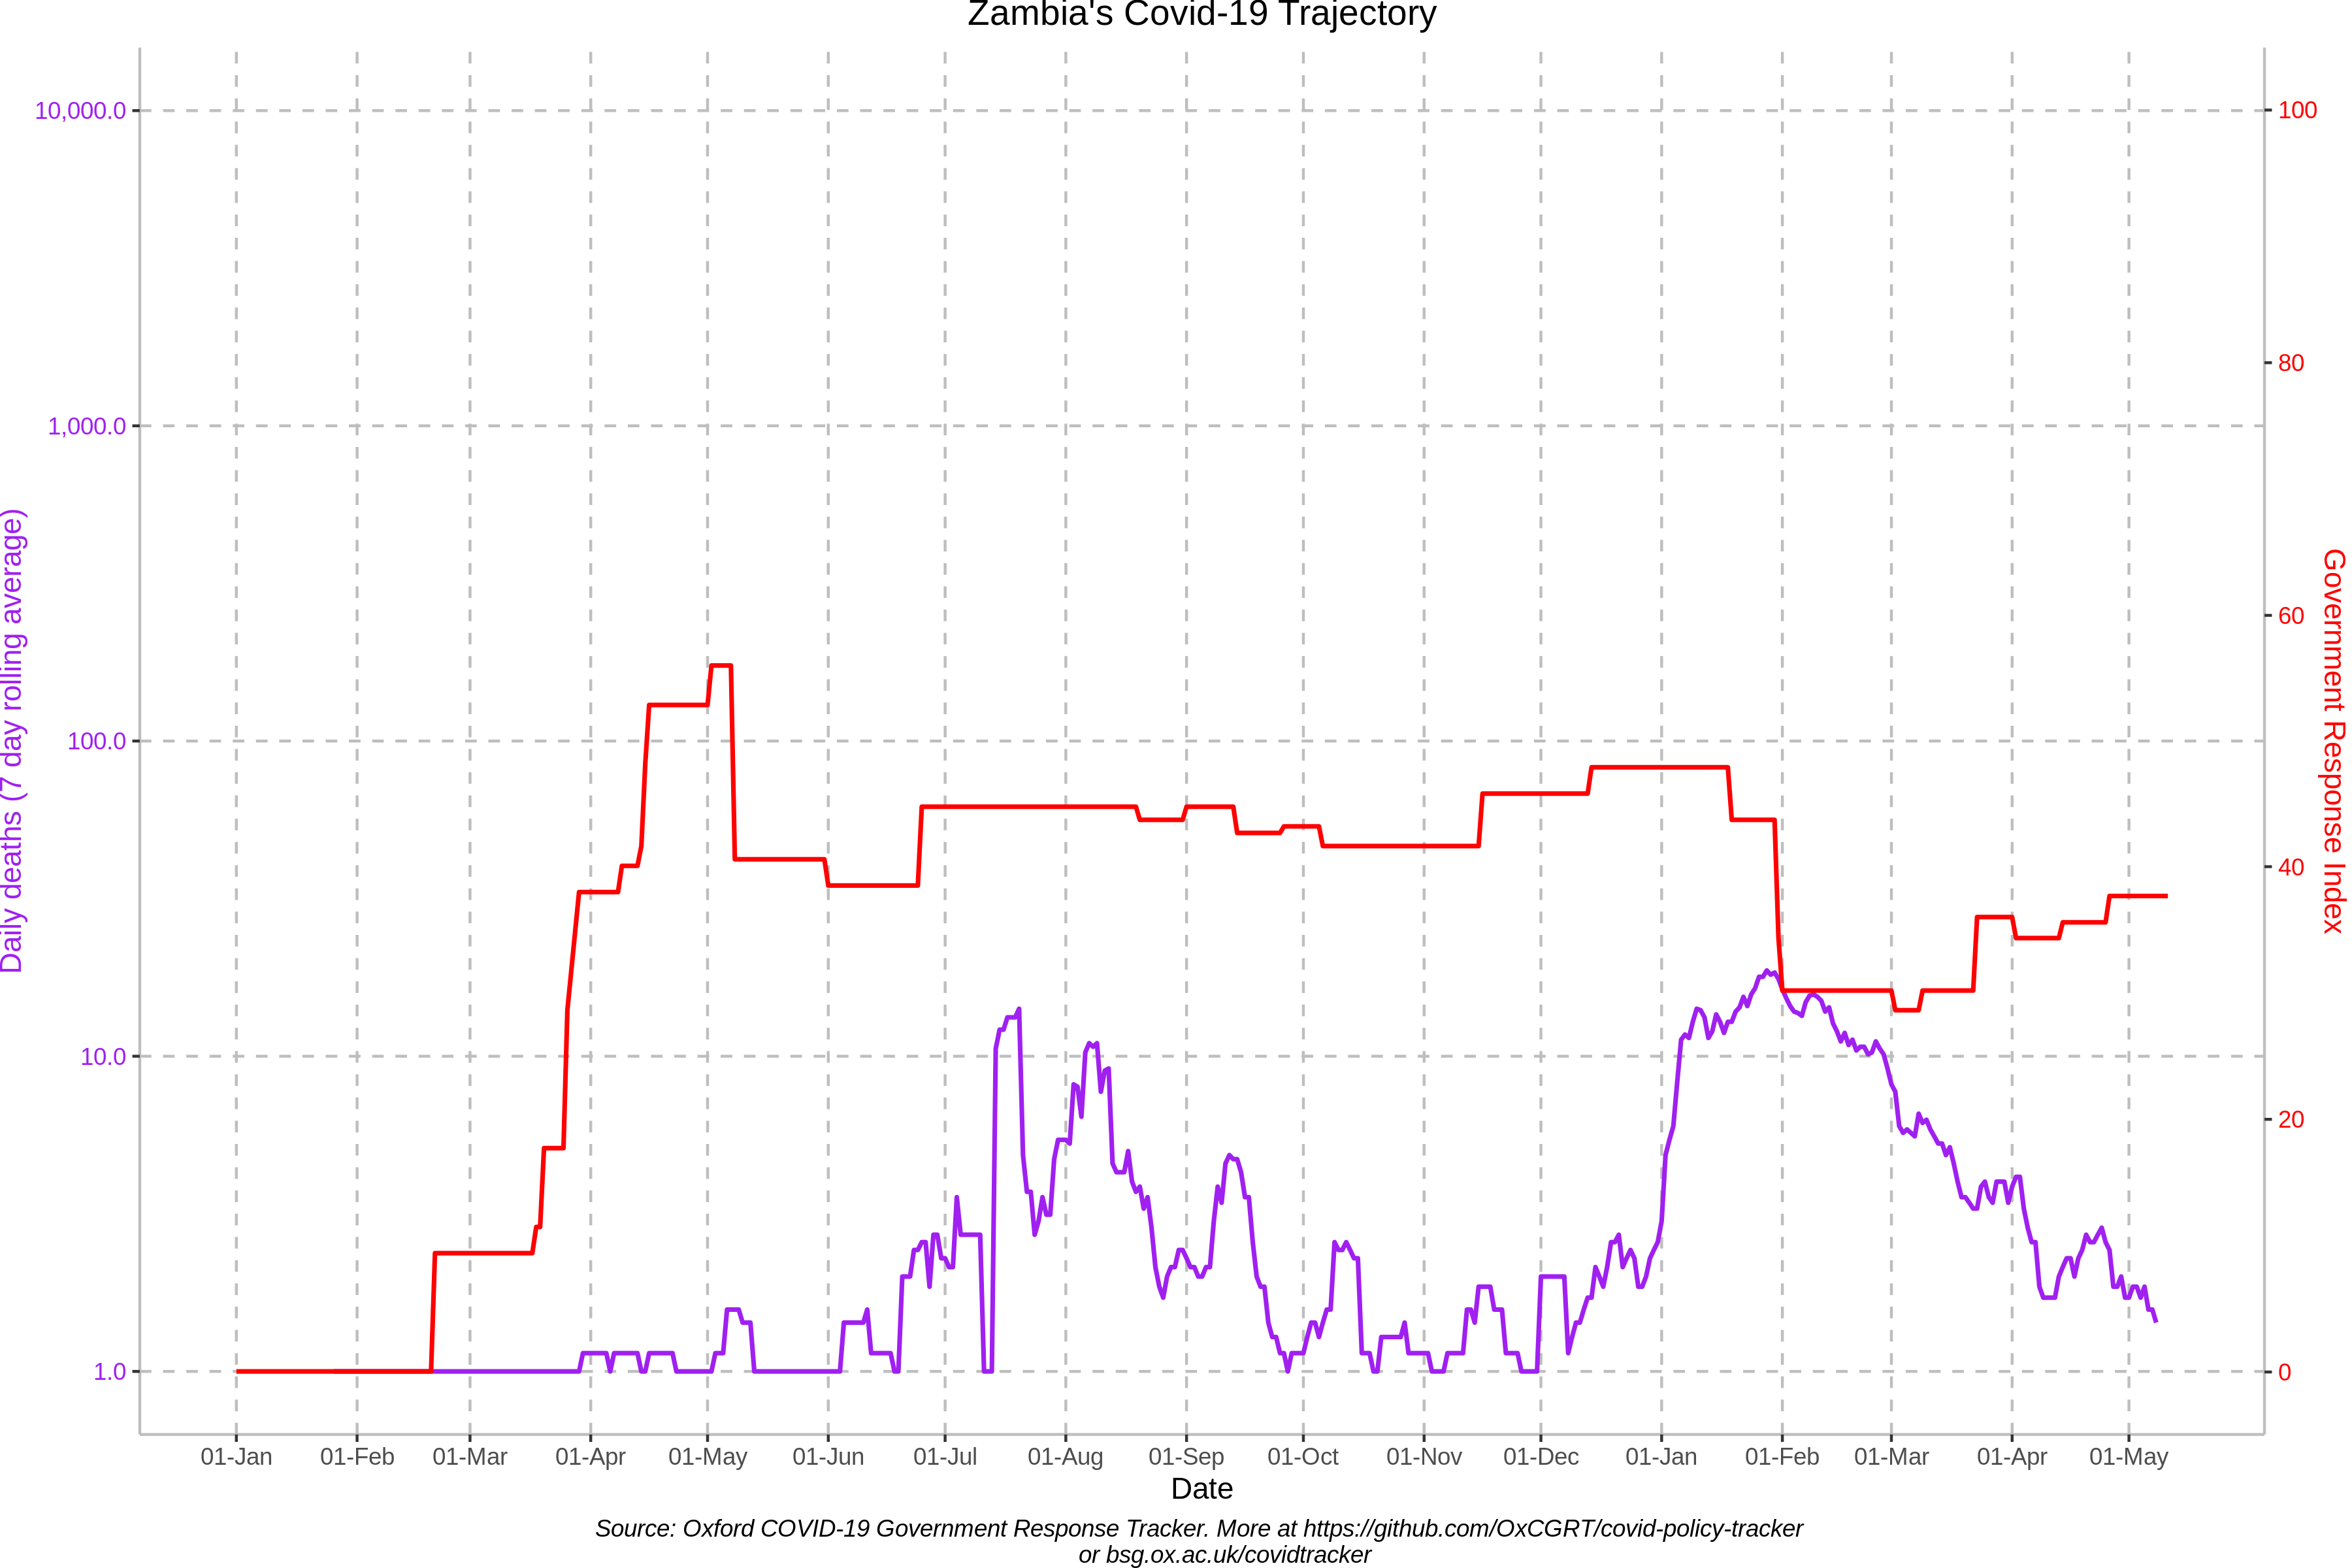 Zambia's Covid-19 Trajectory
10,000.0
1,000.0
100.0
10.0
1.0
Daily deaths (7 day rolling average)
100
80
60
40
20
0
Government Response Index
01-Jan 01-Feb 01-Mar 01-Apr 01-May 01-Jun 01-Jul 01-Aug 01-Sep 01-Oct 01-Nov 01-Dec 01-Jan 01-Feb 01-Mar 01-Apr 01-May
Date
Source: Oxford COVID-19 Government Response Tracker. More at https://github.com/OxCGRT/covid-policy-tracker
or bsg.ox.ac.uk/covidtracker